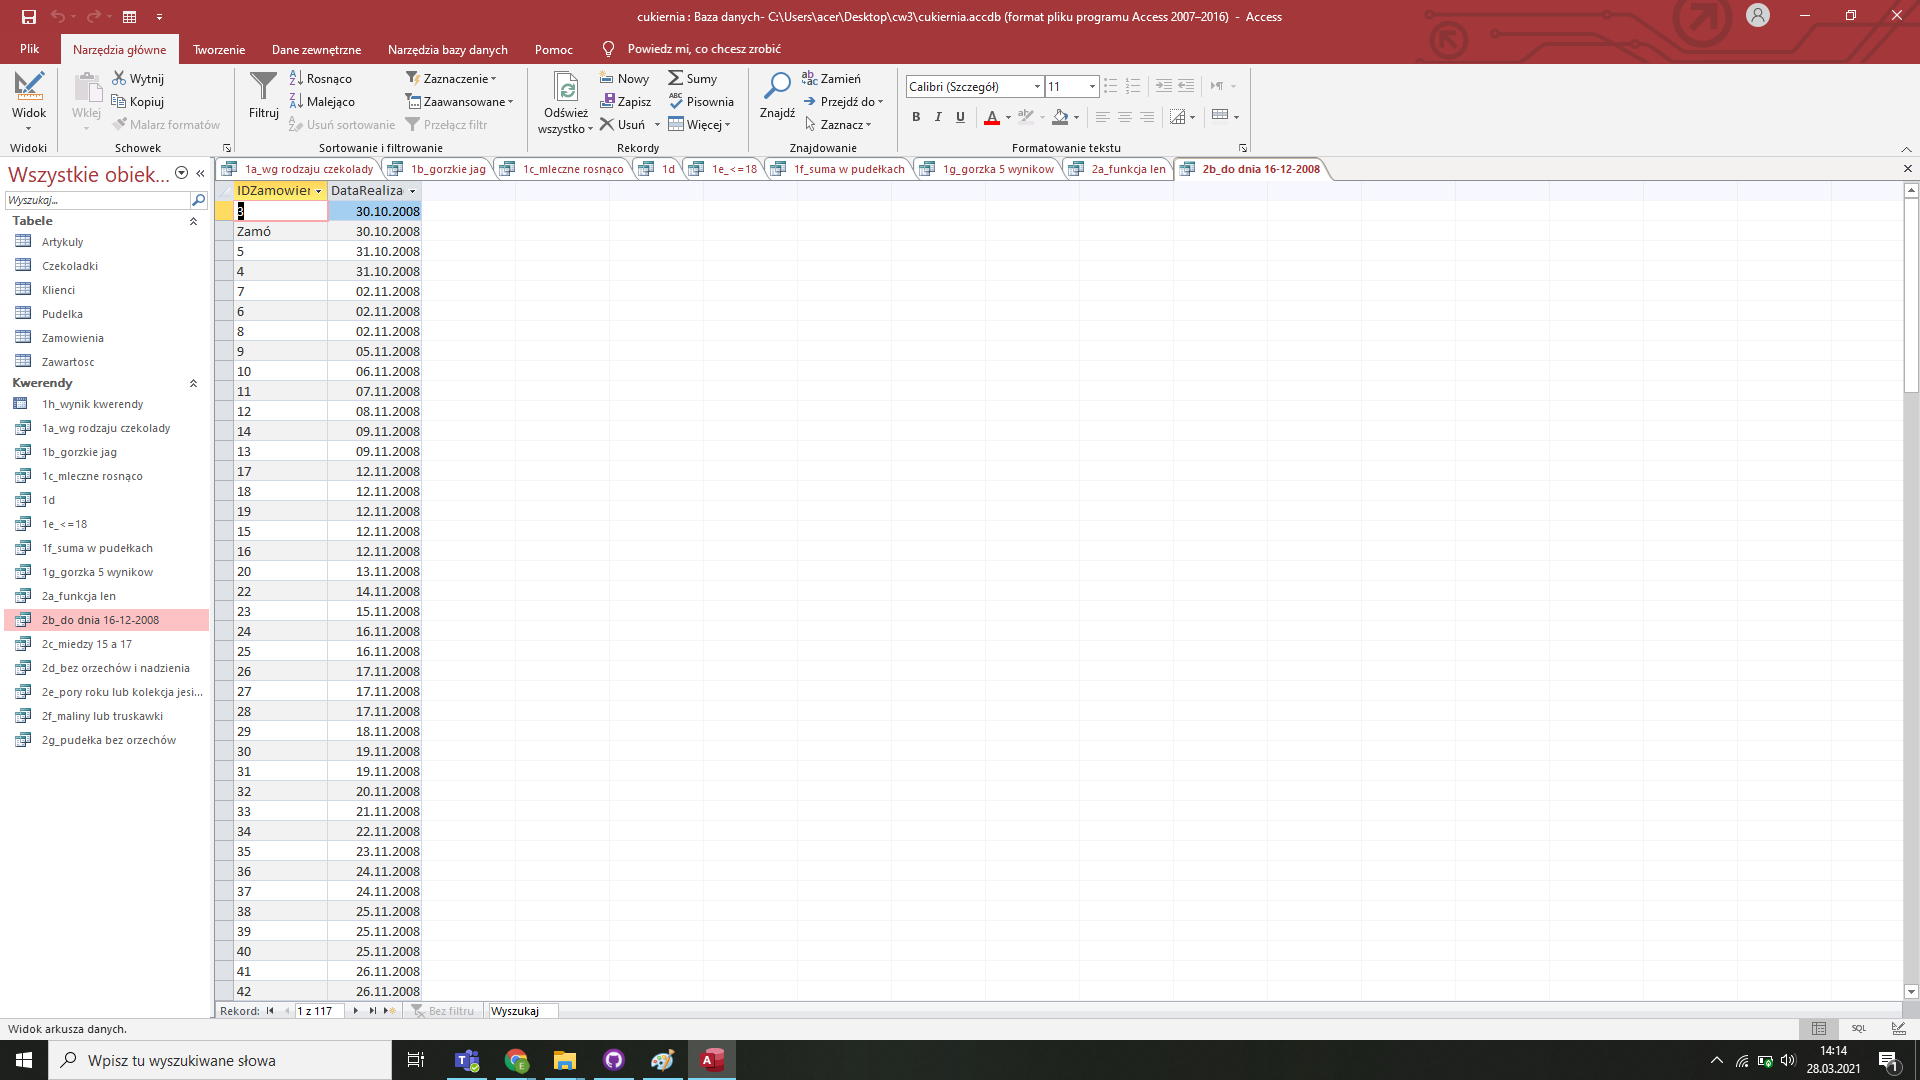 cukiernia : Baza danych- C:\Users\acer\Desktop\cw3\cukiernia.accdb (format pliku programu Access 2007–2016) - Access
Plik Narzędzia główne Tworzenie Dane zewnętrzne Narzędzia bazy danych Pomoc Powiedz mi, co chcesz zrobić
Widok
Widoki
Wklej
Wytnij
Kopiuj
Malarz formatów
Schowek
Filtruj
Rosnąco
Malejąco
Usuń sortowanie
Zaznaczenie
Zaawansowane
Przełącz filtr
Sortowanie i filtrowanie
Odśwież
wszystko
Nowy
Zapisz
Usuń
Sumy
Pisownia
Więcej
Rekordy
Znajdź
Zamień
Przejdź do
Zaznacz
Znajdowanie
Calibri (Szczegół) 11
B I U A
Formatowanie tekstu
Wszystkie obiek...
Wyszukaj...
Tabele
Artykuly
Czekoladki
Klienci
Pudelka
Zamowienia
Zawartosc
Kwerendy
1h_wynik kwerendy
1a_wg rodzaju czekolady
1b_gorzkie jag
1c_mleczne rosnąco
1d
1e_<=18
1f_suma w pudełkach
1g_gorzka 5 wynikow
2a_funkcja len
2b_do dnia 16-12-2008
2c_miedzy 15 a 17
2d_bez orzechów i nadzienia
2e_pory roku lub kolekcja jesi...
2f_maliny lub truskawki
2g_pudełka bez orzechów
1a_wg rodzaju czekolady 1b_gorzkie jag 1c_mleczne rosnąco 1d 1e_<=18 1f_suma w pudełkach 1g_gorzka 5 wynikow 2a_funkcja len 2b_do dnia 16-12-2008
IDZamowier DataRealiza
3 30.10.2008
Zamó 30.10.2008
5 31.10.2008
4 31.10.2008
7 02.11.2008
6 02.11.2008
8 02.11.2008
9 05.11.2008
10 06.11.2008
11 07.11.2008
12 08.11.2008
14 09.11.2008
13 09.11.2008
17 12.11.2008
18 12.11.2008
19 12.11.2008
15 12.11.2008
16 12.11.2008
20 13.11.2008
22 14.11.2008
23 15.11.2008
24 16.11.2008
25 16.11.2008
26 17.11.2008
27 17.11.2008
28 17.11.2008
29 18.11.2008
30 19.11.2008
31 19.11.2008
32 20.11.2008
33 21.11.2008
34 22.11.2008
35 23.11.2008
36 24.11.2008
37 24.11.2008
38 25.11.2008
39 25.11.2008
40 25.11.2008
41 26.11.2008
42 26.11.2008
Rekord: 1 z 117 Bez filtru Wyszukaj
Widok arkusza danych.
SQL
Wpisz tu wyszukiwane słowa
14:14
28.03.2021
1